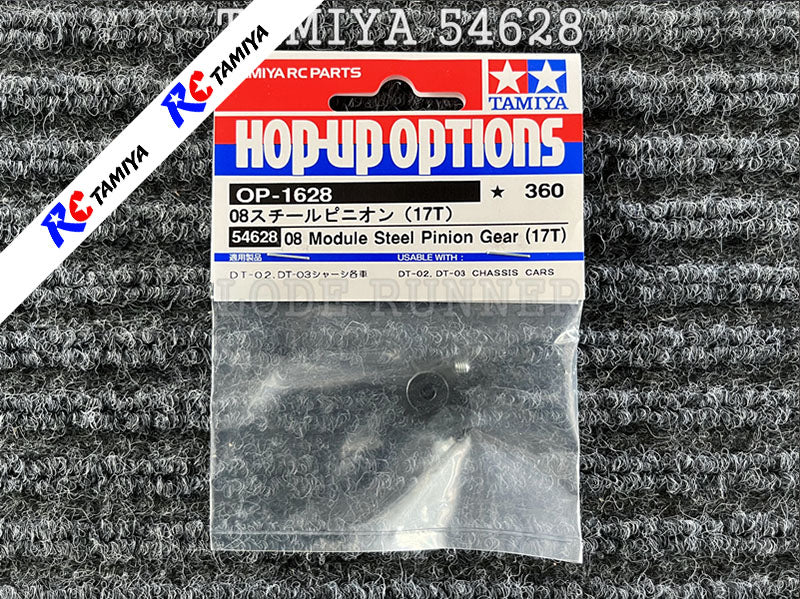 TAMIYA 54628
RC TAMIYA
RC TAMIYA
TAMIYA RC PARTS
TAMIYA
HOP-UP OPTIONS
OP-1628 ★ 360
08スチールピニオン (17T)
54628 08 Module Steel Pinion Gear (17T)
適用製品 USABLE WITH :
DT-02, DT-03シャーシ各車 DT-02, DT-03 CHASSIS CARS
LODE RUNNER